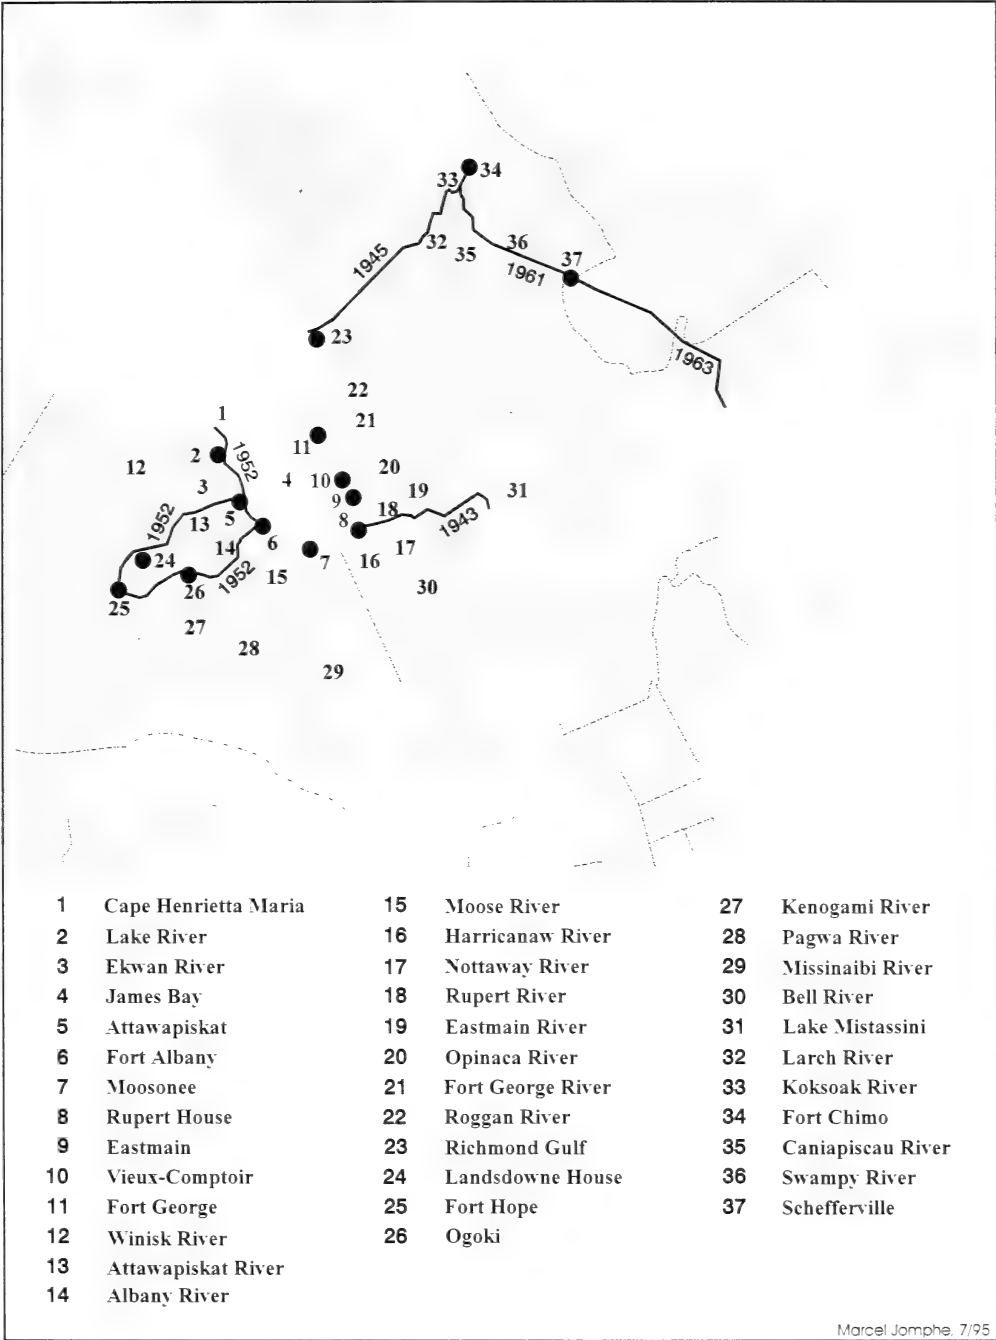 34
33
36
32
35
37
1945
1961
23
1963
22
1
21
11
2
1952
12
20
4
10
3
19
31
9
18
13
5
8
1943
1952
6
14
17
7
16
24
15
1952
26
30
25
27
28
29
1 Cape Henrietta Maria 15 Moose River 27 Kenogami River
2 Lake River 16 Harricanaw River 28 Pagwa River
3 Ekwan River 17 Nottaway River 29 Missinaibi River
4 James Bay 18 Rupert River 30 Bell River
5 Attawapiskat 19 Eastmain River 31 Lake Mistassini
6 Fort Albany 20 Opinaca River 32 Larch River
7 Moosonee 21 Fort George River 33 Koksoak River
8 Rupert House 22 Roggan River 34 Fort Chimo
9 Eastmain 23 Richmond Gulf 35 Caniapiscau River
10 Vieux-Comptoir 24 Landsdowne House 36 Swampy River
11 Fort George 25 Fort Hope 37 Schefferville
12 Winisk River 26 Ogoki
13 Attawapiskat River
14 Albany River
Marcel Jomphe, 7/95